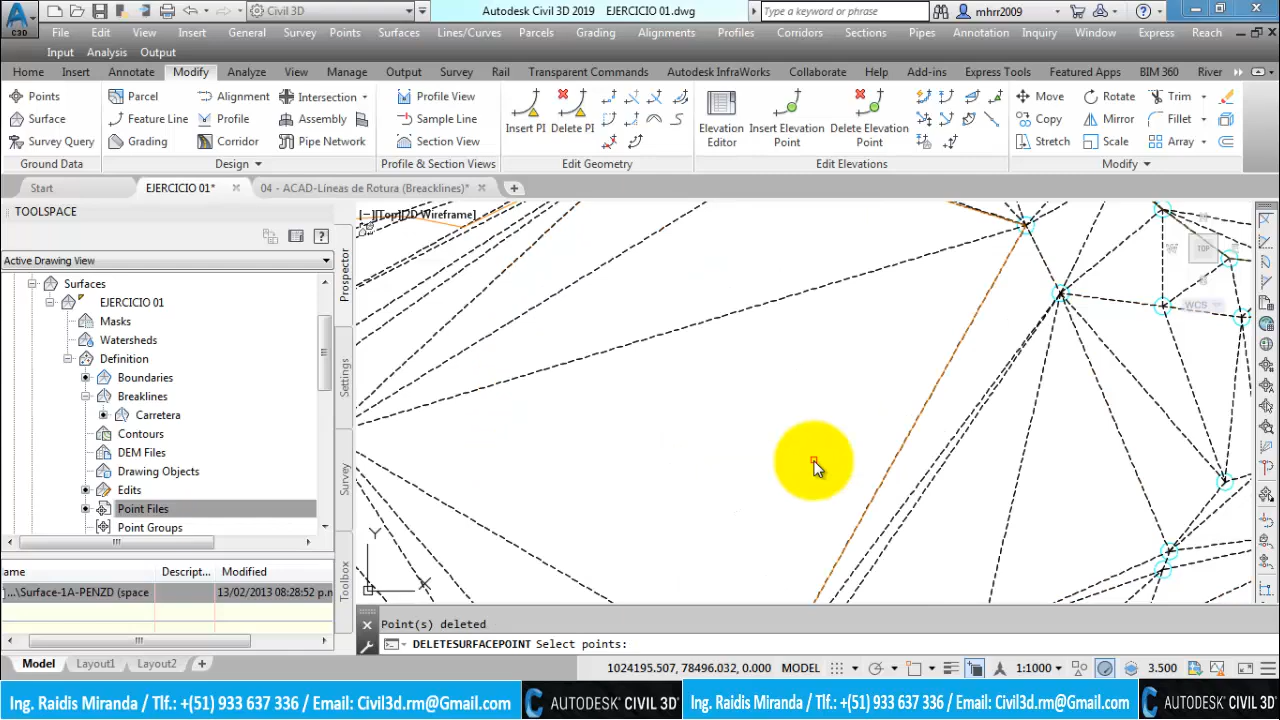 Civil 3D
Autodesk Civil 3D 2019 EJERCICIO 01.dwg
Type a keyword or phrase
mhrr2009
C3D
File Edit View Insert General Survey Points Surfaces Lines/Curves Parcels Grading Alignments Profiles Corridors Sections Pipes Annotation Inquiry Window Express Reach
Input Analysis Output
Home Insert Annotate Modify Analyze View Manage Output Survey Rail Transparent Commands Autodesk InfraWorks Collaborate Help Add-ins Express Tools Featured Apps BIM 360 River
Points Parcel Alignment Intersection Profile View Move Rotate Trim
Surface Feature Line Profile Assembly Sample Line Copy Mirror Fillet
Survey Query Grading Corridor Pipe Network Section View Stretch Scale Array
Insert PI Delete PI
Elevation Editor Insert Elevation Point Delete Elevation Point
Ground Data Design Profile & Section Views Edit Geometry Edit Elevations Modify
Start EJERCICIO 01* 04 - ACAD-Líneas de Rotura (Breacklines)*
TOOLSPACE
[−][Top][2D Wireframe]
Active Drawing View
Prospector
Settings
Survey
Toolbox
Surfaces
EJERCICIO 01
Masks
Watersheds
Definition
Boundaries
Breaklines
Carretera
Contours
DEM Files
Drawing Objects
Edits
Point Files
Point Groups
TOP
WCS
Y
X
ame Descript... Modified
...\Surface-1A-PENZD (space 13/02/2013 08:28:52 p.n
Point(s) deleted
DELETESURFACEPOINT Select points:
Model Layout1 Layout2
1024195.507, 78496.032, 0.000 MODEL 1:1000 3.500
Ing. Raidis Miranda / Tlf.: +(51) 933 637 336 / Email: Civil3d.rm@Gmail.com AUTODESK® CIVIL 3D® Ing. Raidis Miranda / Tlf.: +(51) 933 637 336 / Email: Civil3d.rm@Gmail.com AUTODESK® CIVIL 3D